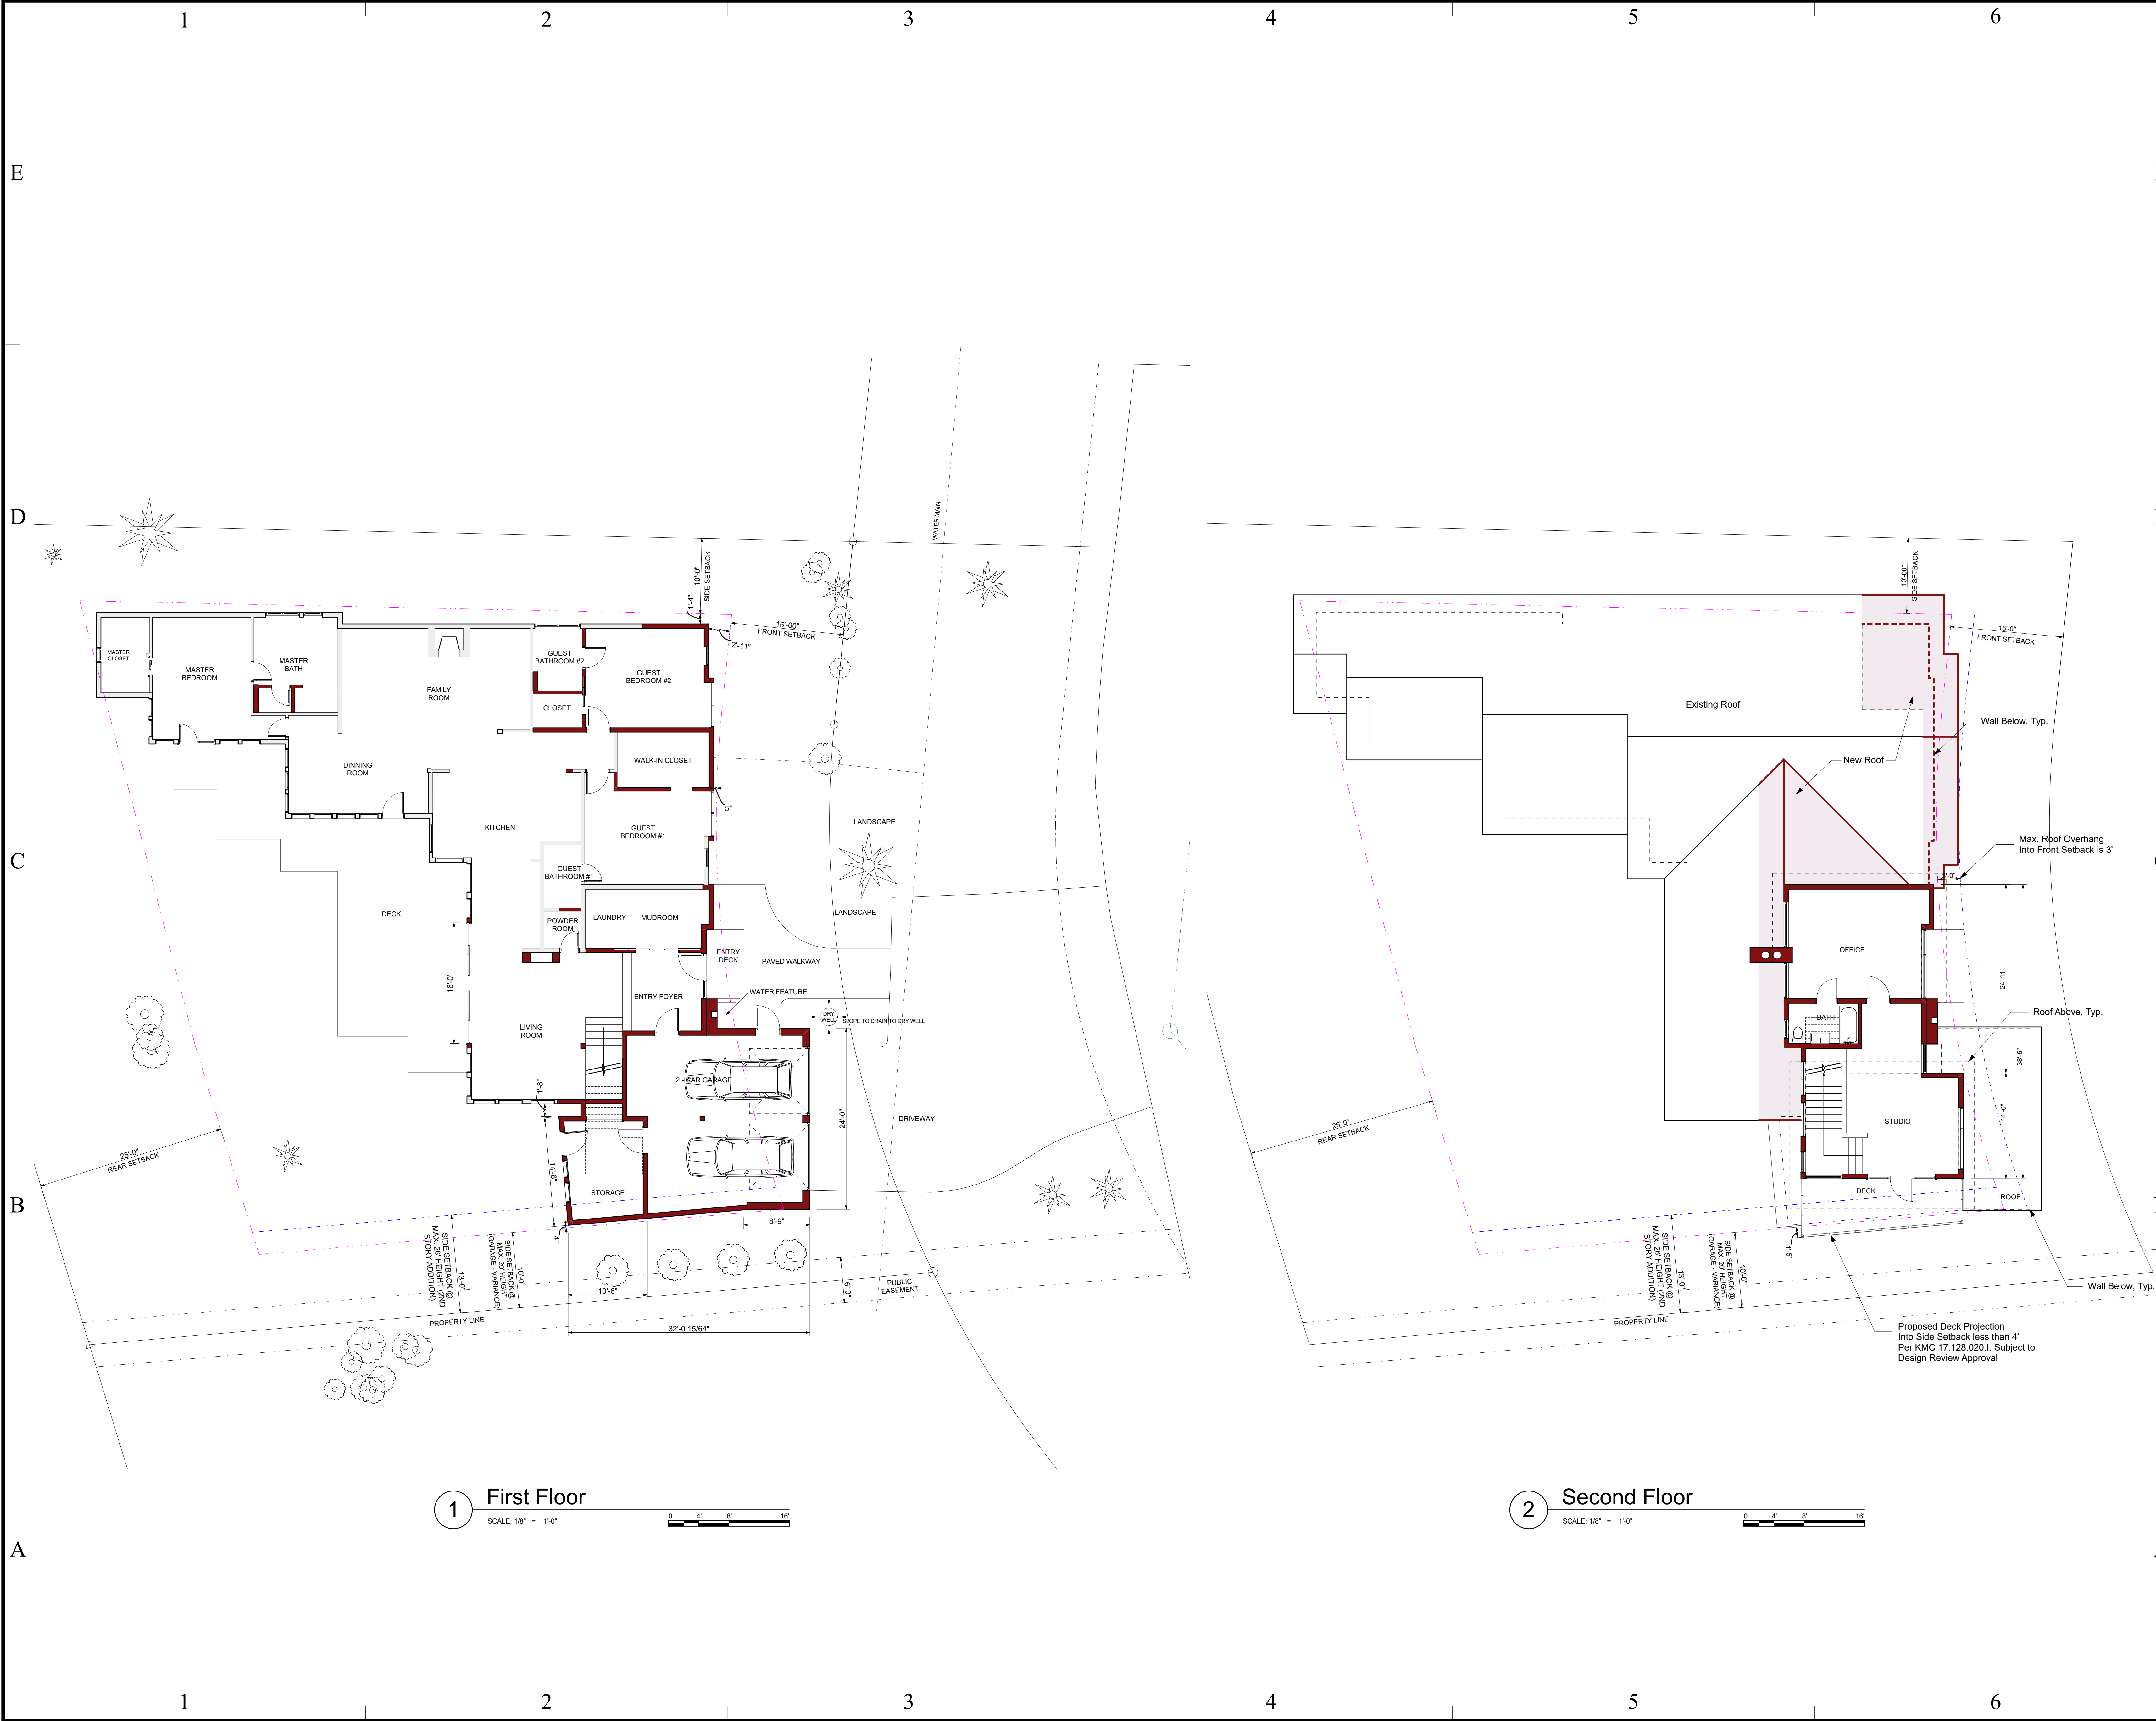 1
2
3
4
5
6
E
D
C
B
A
WATER MAIN
10'-0"
SIDE SETBACK
1'-4"
15'-00"
FRONT SETBACK
2'-11"
MASTER
CLOSET
MASTER
BEDROOM
MASTER
BATH
FAMILY
ROOM
GUEST
BATHROOM #2
GUEST
BEDROOM #2
CLOSET
WALK-IN CLOSET
DINNING
ROOM
5"
KITCHEN
GUEST
BEDROOM #1
LANDSCAPE
GUEST
BATHROOM #1
DECK
POWDER
ROOM
LAUNDRY
MUDROOM
LANDSCAPE
ENTRY
DECK
PAVED WALKWAY
16'-0"
ENTRY FOYER
WATER FEATURE
LIVING
ROOM
DRY
WELL
SLOPE TO DRAIN TO DRY WELL
2 - CAR GARAGE
1'-8"
24'-0"
DRIVEWAY
25'-0"
REAR SETBACK
14'-6"
STORAGE
8'-9"
4"
SIDE SETBACK @
MAX. 26' HEIGHT (2ND
STORY ADDITION)
13'-0"
SIDE SETBACK @
MAX. 20' HEIGHT
(GARAGE - VARIANCE)
10'-0"
10'-6"
6'-0"
PUBLIC
EASEMENT
PROPERTY LINE
32'-0 15/64"
1
First Floor
SCALE: 1/8" = 1'-0"
0 4' 8' 16'
10'-00"
SIDE SETBACK
15'-0"
FRONT SETBACK
Existing Roof
Wall Below, Typ.
New Roof
Max. Roof Overhang
Into Front Setback is 3'
3'-0"
OFFICE
24'-11"
BATH
Roof Above, Typ.
38'-5"
14'-0"
STUDIO
25'-0"
REAR SETBACK
DECK
ROOF
1'-5"
SIDE SETBACK @
MAX. 26' HEIGHT (2ND
STORY ADDITION)
13'-0"
SIDE SETBACK @
MAX. 20' HEIGHT
(GARAGE - VARIANCE)
10'-0"
Wall Below, Typ.
PROPERTY LINE
Proposed Deck Projection
Into Side Setback less than 4'
Per KMC 17.128.020.I. Subject to
Design Review Approval
2
Second Floor
SCALE: 1/8" = 1'-0"
0 4' 8' 16'
1
2
3
4
5
6